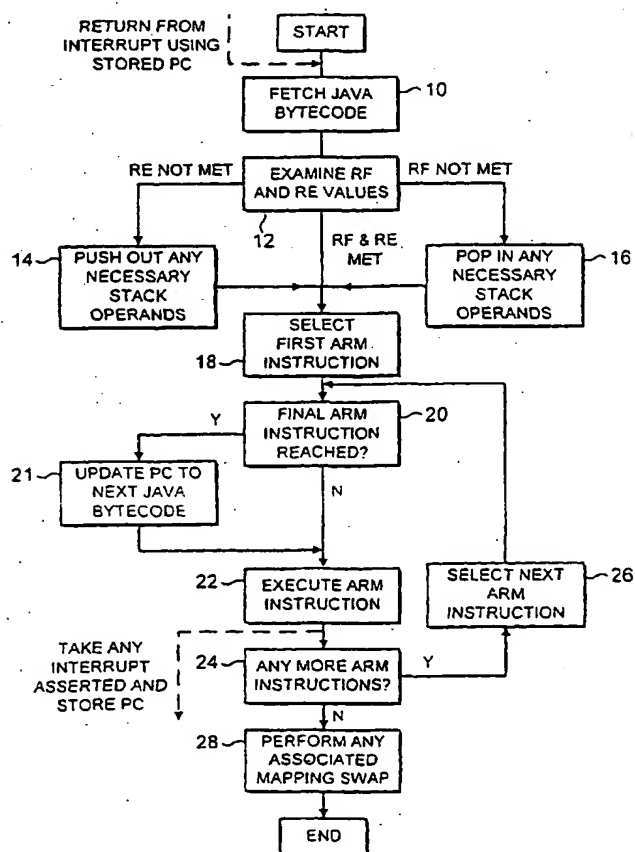 RETURN FROM
INTERRUPT USING
STORED PC
START
FETCH JAVA
BYTECODE
10
RE NOT MET
EXAMINE RF
AND RE VALUES
RF NOT MET
12
14
PUSH OUT ANY
NECESSARY
STACK
OPERANDS
RF & RE
MET
POP IN ANY
NECESSARY
STACK
OPERANDS
16
SELECT
FIRST ARM
INSTRUCTION
18
FINAL ARM
INSTRUCTION
REACHED?
20
Y
N
21
UPDATE PC TO
NEXT JAVA
BYTECODE
22
EXECUTE ARM
INSTRUCTION
SELECT NEXT
ARM
INSTRUCTION
26
TAKE ANY
INTERRUPT
ASSERTED AND
STORE PC
24
ANY MORE ARM
INSTRUCTIONS?
Y
N
28
PERFORM ANY
ASSOCIATED
MAPPING SWAP
END